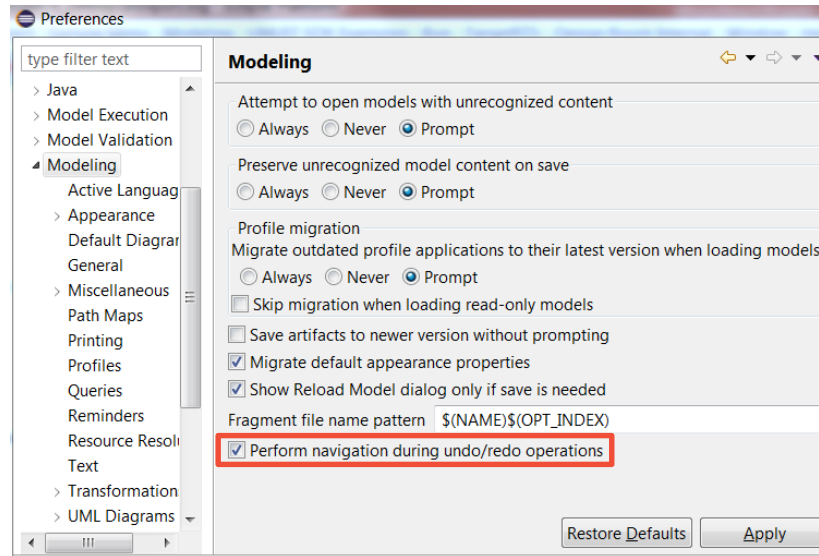 Preferences
type filter text
Modeling
> Java
> Model Execution
> Model Validation
Modeling
Active Languag
> Appearance
Default Diagrar
General
> Miscellaneous
Path Maps
Printing
Profiles
Queries
Reminders
Resource Resolu
Text
> Transformation
> UML Diagrams
Attempt to open models with unrecognized content
Always Never Prompt
Preserve unrecognized model content on save
Always Never Prompt
Profile migration
Migrate outdated profile applications to their latest version when loading models
Always Never Prompt
Skip migration when loading read-only models
Save artifacts to newer version without prompting
Migrate default appearance properties
Show Reload Model dialog only if save is needed
Fragment file name pattern $(NAME)$(OPT_INDEX)
Perform navigation during undo/redo operations
Restore Defaults Apply